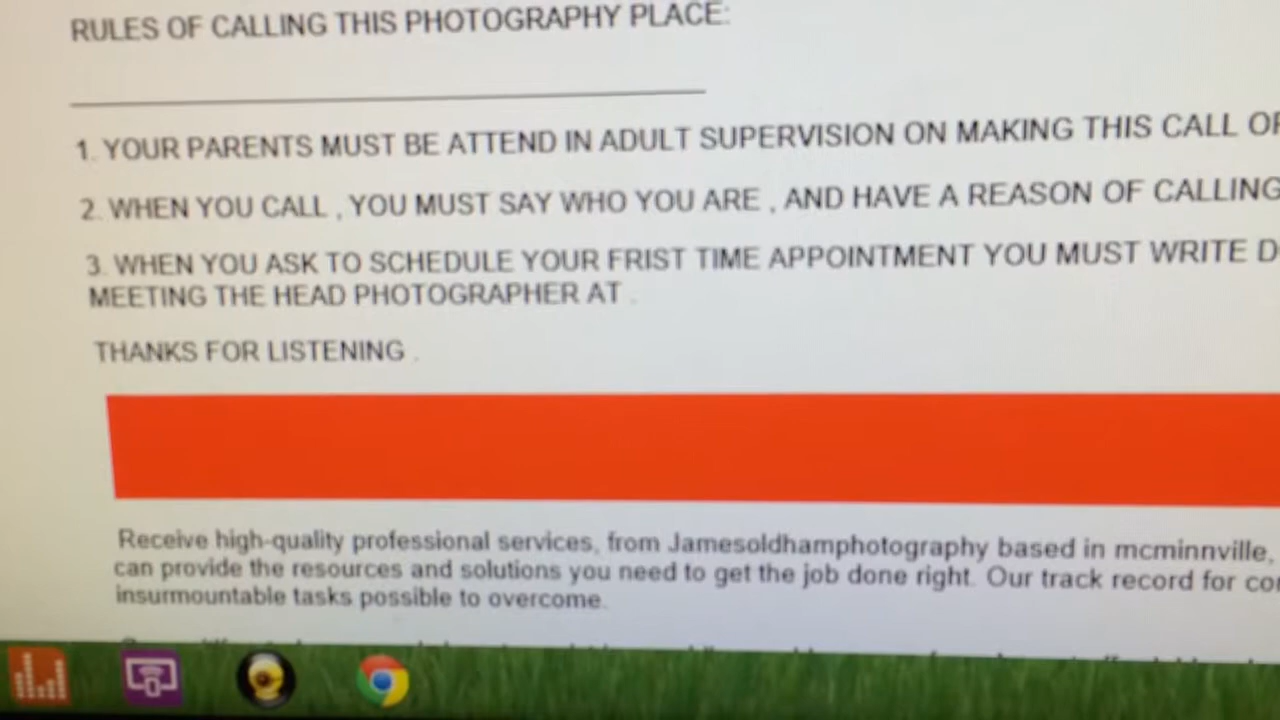 RULES OF CALLING THIS PHOTOGRAPHY PLACE:
1. YOUR PARENTS MUST BE ATTEND IN ADULT SUPERVISION ON MAKING THIS CALL
2. WHEN YOU CALL , YOU MUST SAY WHO YOU ARE , AND HAVE A REASON OF CALLING
3. WHEN YOU ASK TO SCHEDULE YOUR FRIST TIME APPOINTMENT YOU MUST WRITE
MEETING THE HEAD PHOTOGRAPHER AT .
THANKS FOR LISTENING .
Receive high-quality professional services, from Jamesoldhamphotography based in mcminnville,
can provide the resources and solutions you need to get the job done right. Our track record for
insurmountable tasks possible to overcome.